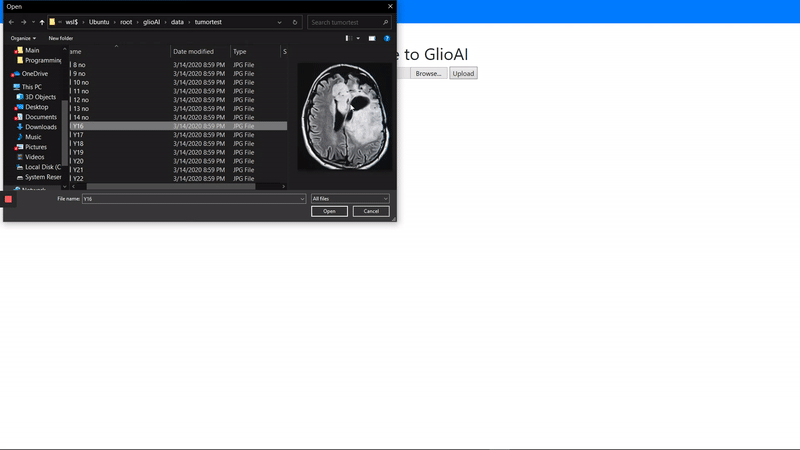 Open
wsl$ › Ubuntu › root › glioAI › data › tumortest
Search tumortest
Organize
New folder
ame
Date modified
Type
S
Main
Programming
OneDrive
This PC
3D Objects
Desktop
Documents
Downloads
Music
Pictures
Videos
Local Disk (C
System Reser
Network
8 no 3/14/2020 8:59 PM JPG File
9 no 3/14/2020 8:59 PM JPG File
10 no 3/14/2020 8:59 PM JPG File
11 no 3/14/2020 8:59 PM JPG File
12 no 3/14/2020 8:59 PM JPG File
13 no 3/14/2020 8:59 PM JPG File
14 no 3/14/2020 8:59 PM JPG File
Y16 3/14/2020 8:59 PM JPG File
Y17 3/14/2020 8:59 PM JPG File
Y18 3/14/2020 8:59 PM JPG File
Y19 3/14/2020 8:59 PM JPG File
Y20 3/14/2020 8:59 PM JPG File
Y21 3/14/2020 8:59 PM JPG File
Y22 3/14/2020 8:59 PM JPG File
File name: Y16
All files
Open
Cancel
e to GlioAI
Browse...
Upload